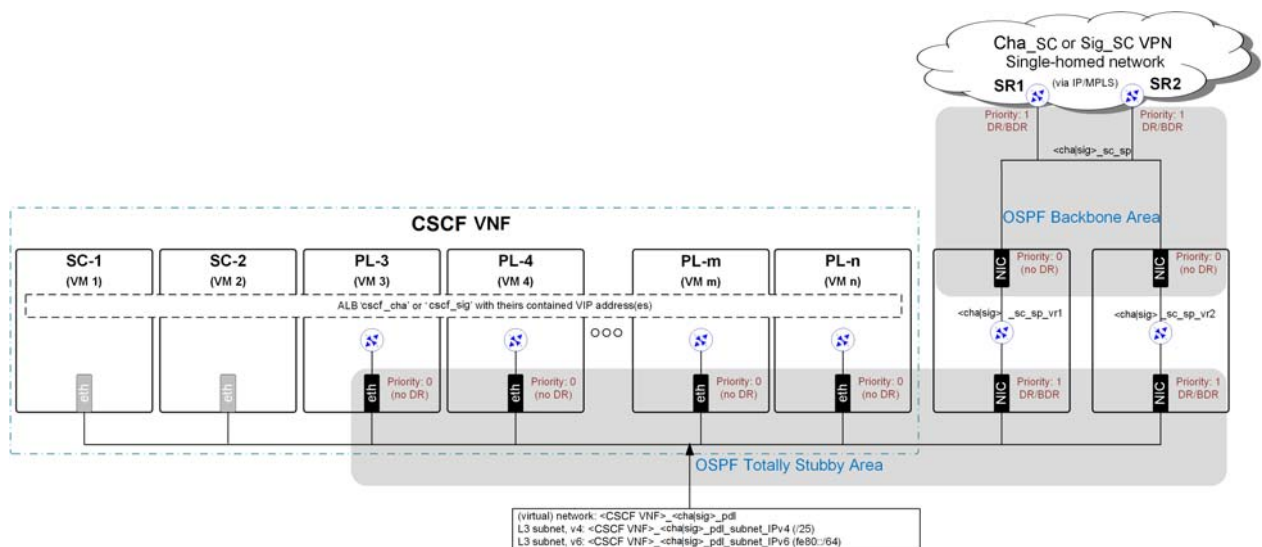 Cha_SC or Sig_SC VPN
Single-homed network
SR1 (via IP/MPLS) SR2
Priority: 1
DR/BDR
Priority: 1
DR/BDR
<cha|sig>_sc_sp
OSPF Backbone Area
CSCF VNF
SC-1
(VM 1)
SC-2
(VM 2)
PL-3
(VM 3)
PL-4
(VM 4)
PL-m
(VM m)
PL-n
(VM n)
NIC
Priority: 0
(no DR)
NIC
Priority: 0
(no DR)
ALB 'cscf_cha' or 'cscf_sig' with theirs contained VIP address(es)
<cha|sig> _sc_sp_vr1
<cha|sig> _sc_sp_vr2
eth
eth
eth
Priority: 0
(no DR)
eth
Priority: 0
(no DR)
eth
Priority: 0
(no DR)
eth
Priority: 0
(no DR)
NIC
Priority: 1
DR/BDR
NIC
Priority: 1
DR/BDR
OSPF Totally Stubby Area
(virtual) network: <CSCF VNF>_<cha|sig>_pdl
L3 subnet, v4: <CSCF VNF>_<cha|sig>_pdl_subnet_IPv4 (/25)
L3 subnet, v6: <CSCF VNF>_<cha|sig>_pdl_subnet_IPv6 (fe80::/64)